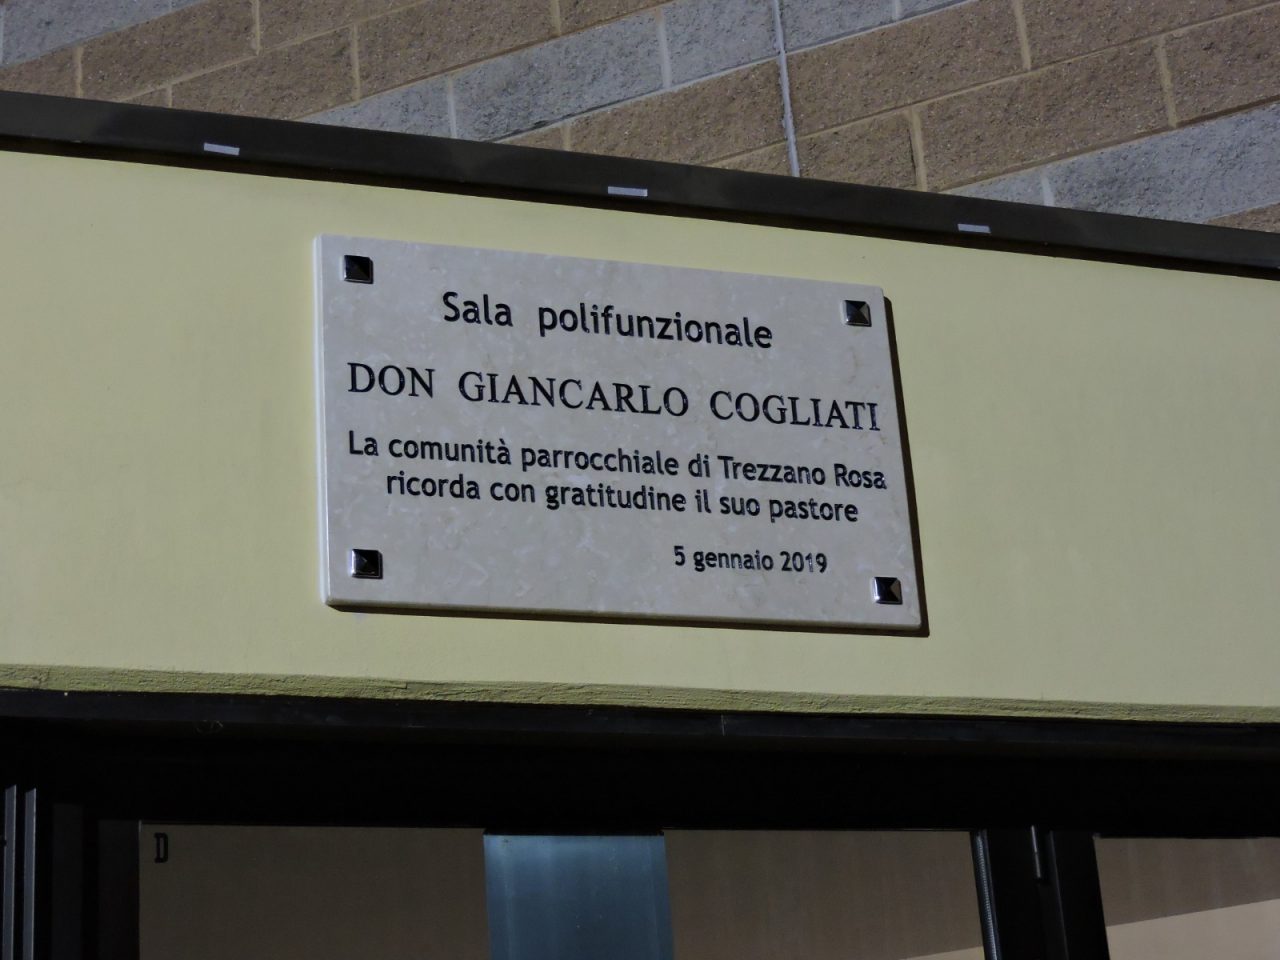 Sala polifunzionale
DON GIANCARLO COGLIATI
La comunità parrocchiale di Trezzano Rosa
ricorda con gratitudine il suo pastore
5 gennaio 2019
D